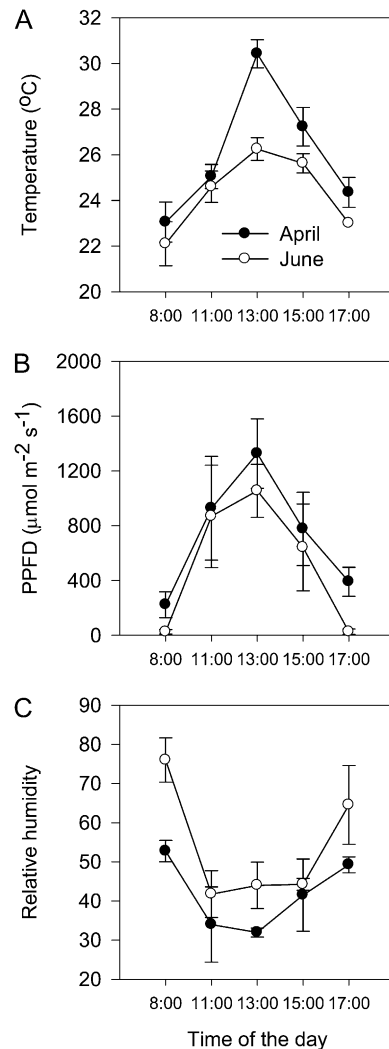 A
Temperature (ºC)
32
30
28
26
24
22
20
April
June
8:00 11:00 13:00 15:00 17:00
B
PPFD (μmol m⁻² s⁻¹)
2000
1600
1200
800
400
0
8:00 11:00 13:00 15:00 17:00
C
Relative humidity
90
80
70
60
50
40
30
20
8:00 11:00 13:00 15:00 17:00
Time of the day